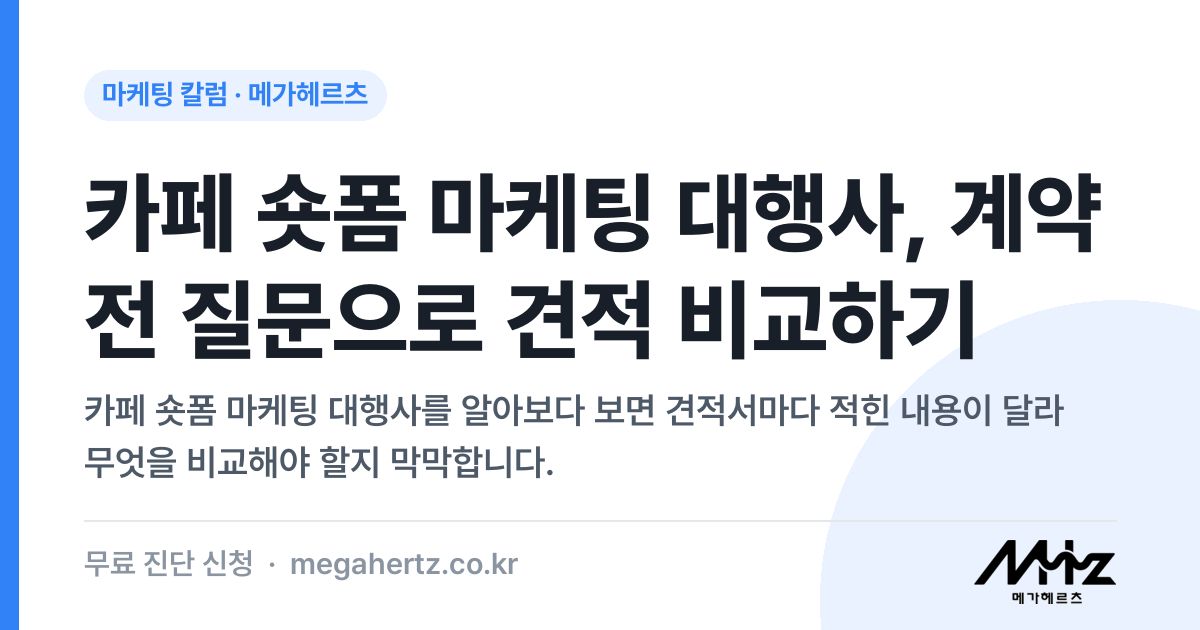 마케팅 칼럼 · 메가헤르츠
카페 숏폼 마케팅 대행사, 계약
전 질문으로 견적 비교하기
카페 숏폼 마케팅 대행사를 알아보다 보면 견적서마다 적힌 내용이 달라
무엇을 비교해야 할지 막막합니다.
무료 진단 신청 · megahertz.co.kr
MHz
메가헤르츠